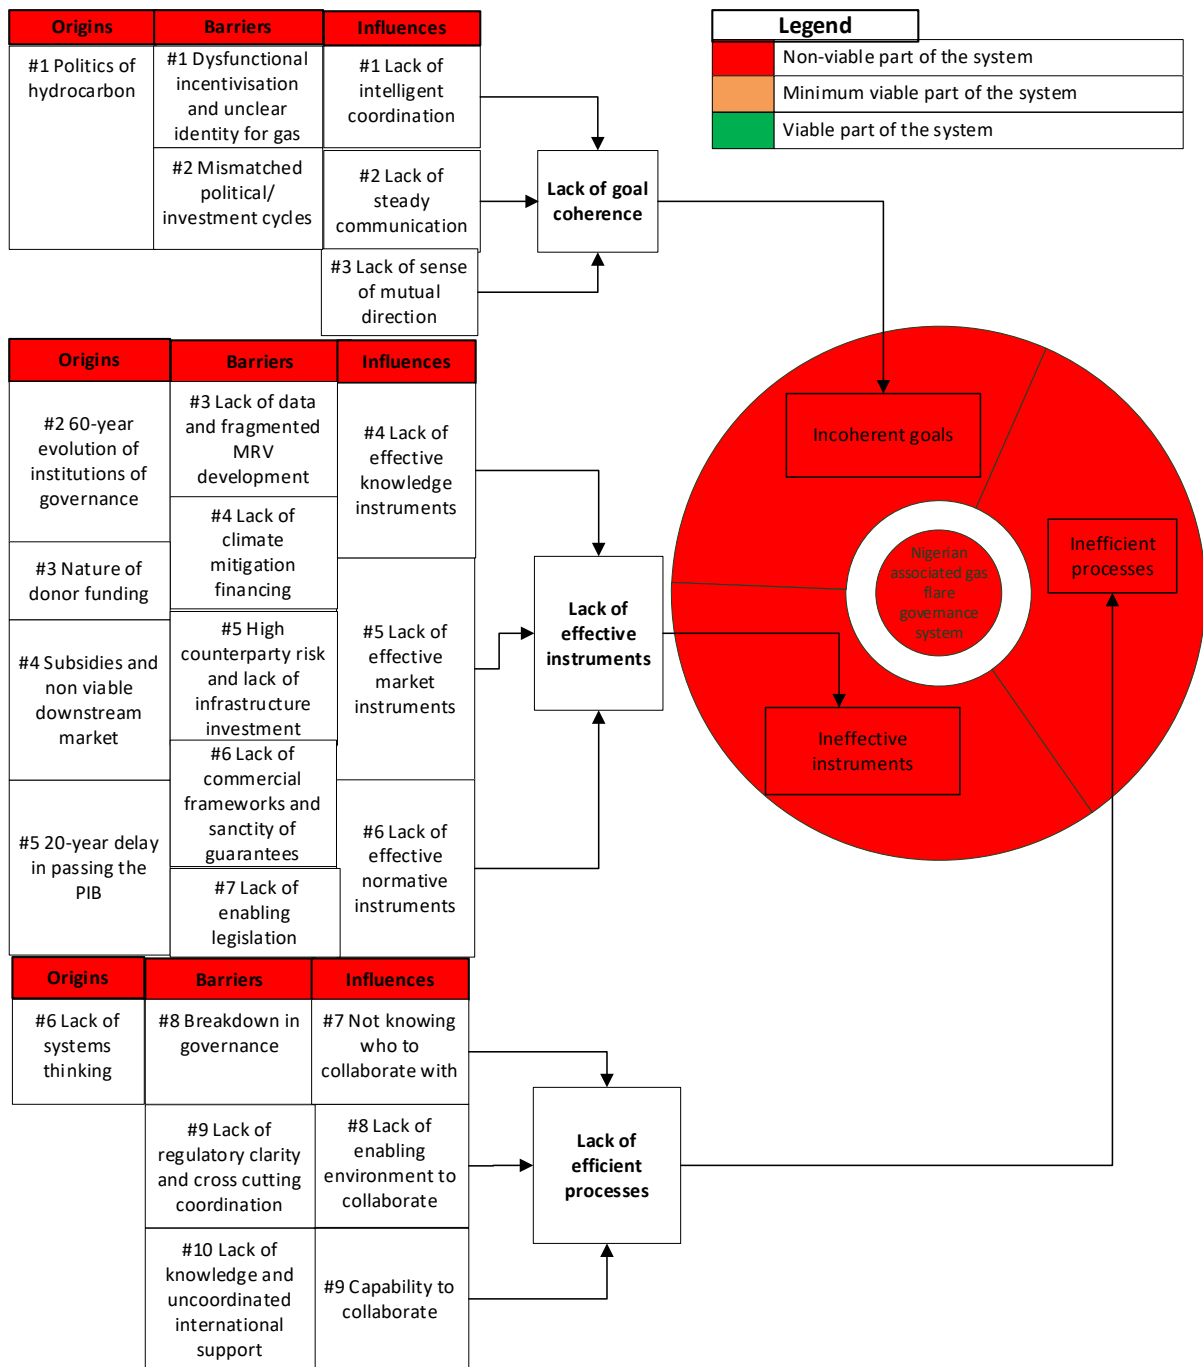 Origins
Barriers
Influences
#1 Politics of
hydrocarbon
#1 Dysfunctional
incentivisation
and unclear
identity for gas
#2 Mismatched
political/
investment cycles
#1 Lack of
intelligent
coordination
#2 Lack of
steady
communication
#3 Lack of sense
of mutual
direction
Lack of goal
coherence
Legend
Non-viable part of the system
Minimum viable part of the system
Viable part of the system
Origins
Barriers
Influences
#2 60-year
evolution of
institutions of
governance
#3 Nature of
donor funding
#4 Subsidies and
non viable
downstream
market
#5 20-year delay
in passing the
PIB
#3 Lack of data
and fragmented
MRV
development
#4 Lack of
climate
mitigation
financing
#5 High
counterparty risk
and lack of
infrastructure
investment
#6 Lack of
commercial
frameworks and
sanctity of
guarantees
#7 Lack of
enabling
legislation
#4 Lack of
effective
knowledge
instruments
#5 Lack of
effective
market
instruments
#6 Lack of
effective
normative
instruments
Lack of
effective
instruments
Incoherent goals
Inefficient
processes
Nigerian
associated gas
flare
governance
system
Ineffective
instruments
Origins
Barriers
Influences
#6 Lack of
systems
thinking
#8 Breakdown in
governance
#9 Lack of
regulatory clarity
and cross cutting
coordination
#10 Lack of
knowledge and
uncoordinated
international
support
#7 Not knowing
who to
collaborate with
#8 Lack of
enabling
environment to
collaborate
#9 Capability to
collaborate
Lack of
efficient
processes